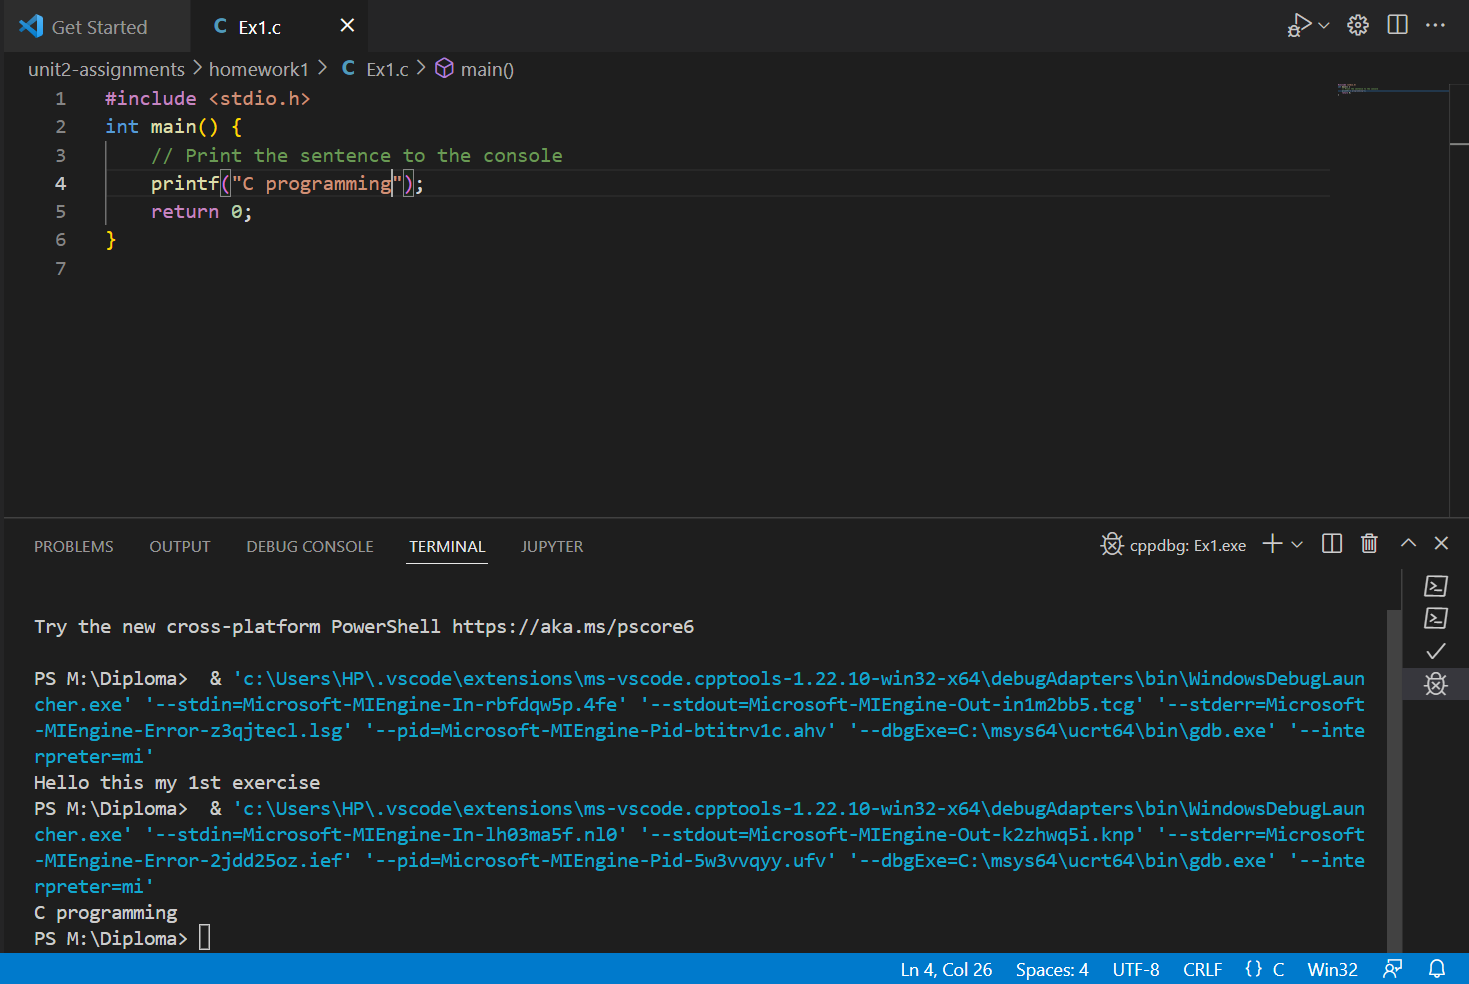 Get Started
C Ex1.c
unit2-assignments > homework1 > C Ex1.c > main()
1 #include <stdio.h>
2 int main() {
3     // Print the sentence to the console
4     printf("C programming");
5     return 0;
6 }
7
PROBLEMS OUTPUT DEBUG CONSOLE TERMINAL JUPYTER cppdbg: Ex1.exe
Try the new cross-platform PowerShell https://aka.ms/pscore6
PS M:\Diploma>  & 'c:\Users\HP\.vscode\extensions\ms-vscode.cpptools-1.22.10-win32-x64\debugAdapters\bin\WindowsDebugLaun
cher.exe' '--stdin=Microsoft-MIEngine-In-rbfdqw5p.4fe' '--stdout=Microsoft-MIEngine-Out-in1m2bb5.tcg' '--stderr=Microsoft
-MIEngine-Error-z3qjtecl.lsg' '--pid=Microsoft-MIEngine-Pid-btitrv1c.ahv' '--dbgExe=C:\msys64\ucrt64\bin\gdb.exe' '--inte
rpreter=mi'
Hello this my 1st exercise
PS M:\Diploma>  & 'c:\Users\HP\.vscode\extensions\ms-vscode.cpptools-1.22.10-win32-x64\debugAdapters\bin\WindowsDebugLaun
cher.exe' '--stdin=Microsoft-MIEngine-In-lh03ma5f.nl0' '--stdout=Microsoft-MIEngine-Out-k2zhwq5i.knp' '--stderr=Microsoft
-MIEngine-Error-2jdd25oz.ief' '--pid=Microsoft-MIEngine-Pid-5w3vvqyy.ufv' '--dbgExe=C:\msys64\ucrt64\bin\gdb.exe' '--inte
rpreter=mi'
C programming
PS M:\Diploma>
Ln 4, Col 26 Spaces: 4 UTF-8 CRLF {} C Win32